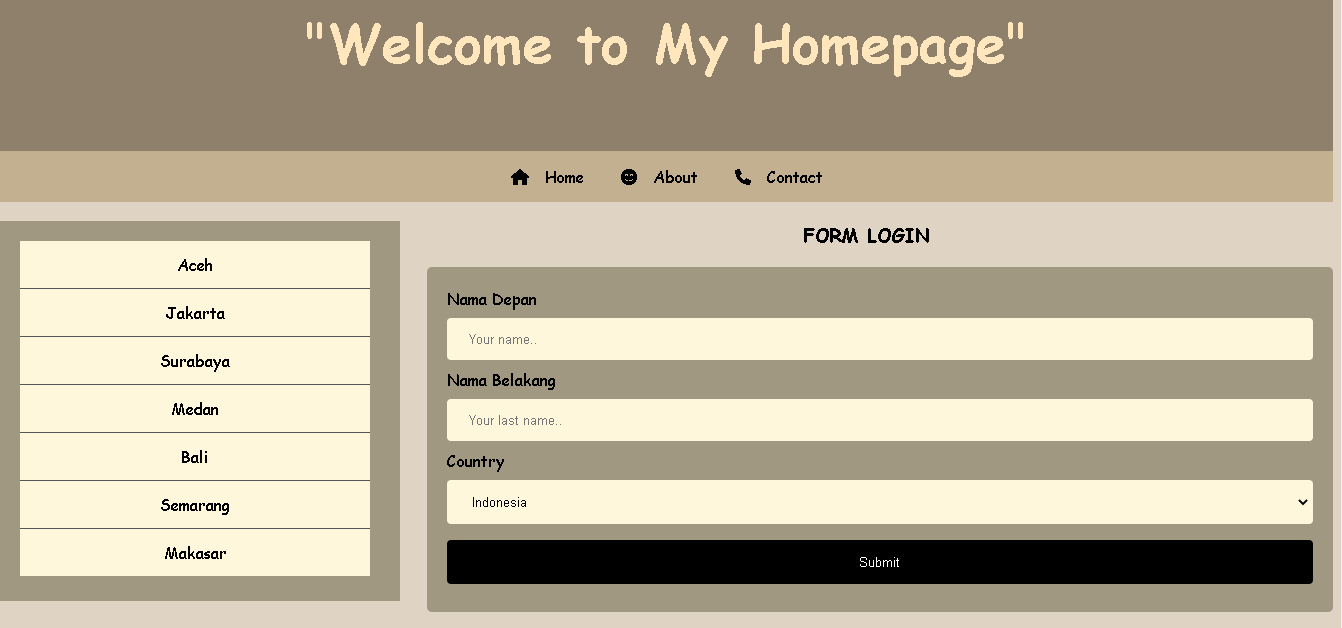 "Welcome to My Homepage"
Home About Contact
Aceh
Jakarta
Surabaya
Medan
Bali
Semarang
Makasar
FORM LOGIN
Nama Depan
Your name..
Nama Belakang
Your last name..
Country
Indonesia
Submit